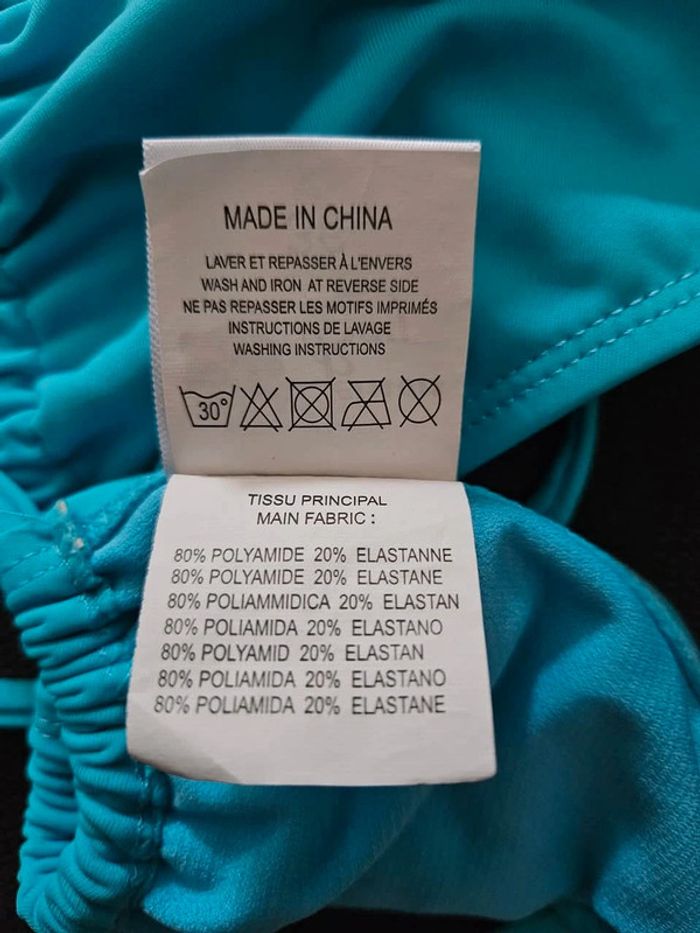 MADE IN CHINA
LAVER ET REPASSER À L'ENVERS
WASH AND IRON AT REVERSE SIDE
NE PAS REPASSER LES MOTIFS IMPRIMÉS
INSTRUCTIONS DE LAVAGE
WASHING INSTRUCTIONS
30°
TISSU PRINCIPAL
MAIN FABRIC :
80% POLYAMIDE 20% ELASTANNE
80% POLYAMIDE 20% ELASTANE
80% POLIAMMIDICA 20% ELASTAN
80% POLIAMIDA 20% ELASTANO
80% POLYAMID 20% ELASTAN
80% POLIAMIDA 20% ELASTANO
80% POLIAMIDA 20% ELASTANE